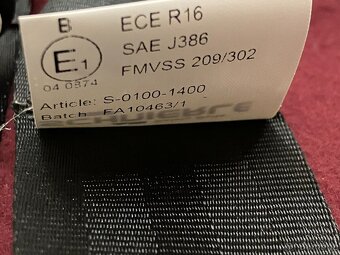 B
ECE R16
E1
SAE J386
04 0874
FMVSS 209/302
Article: S-0100-1400
Batch: FA10463/1